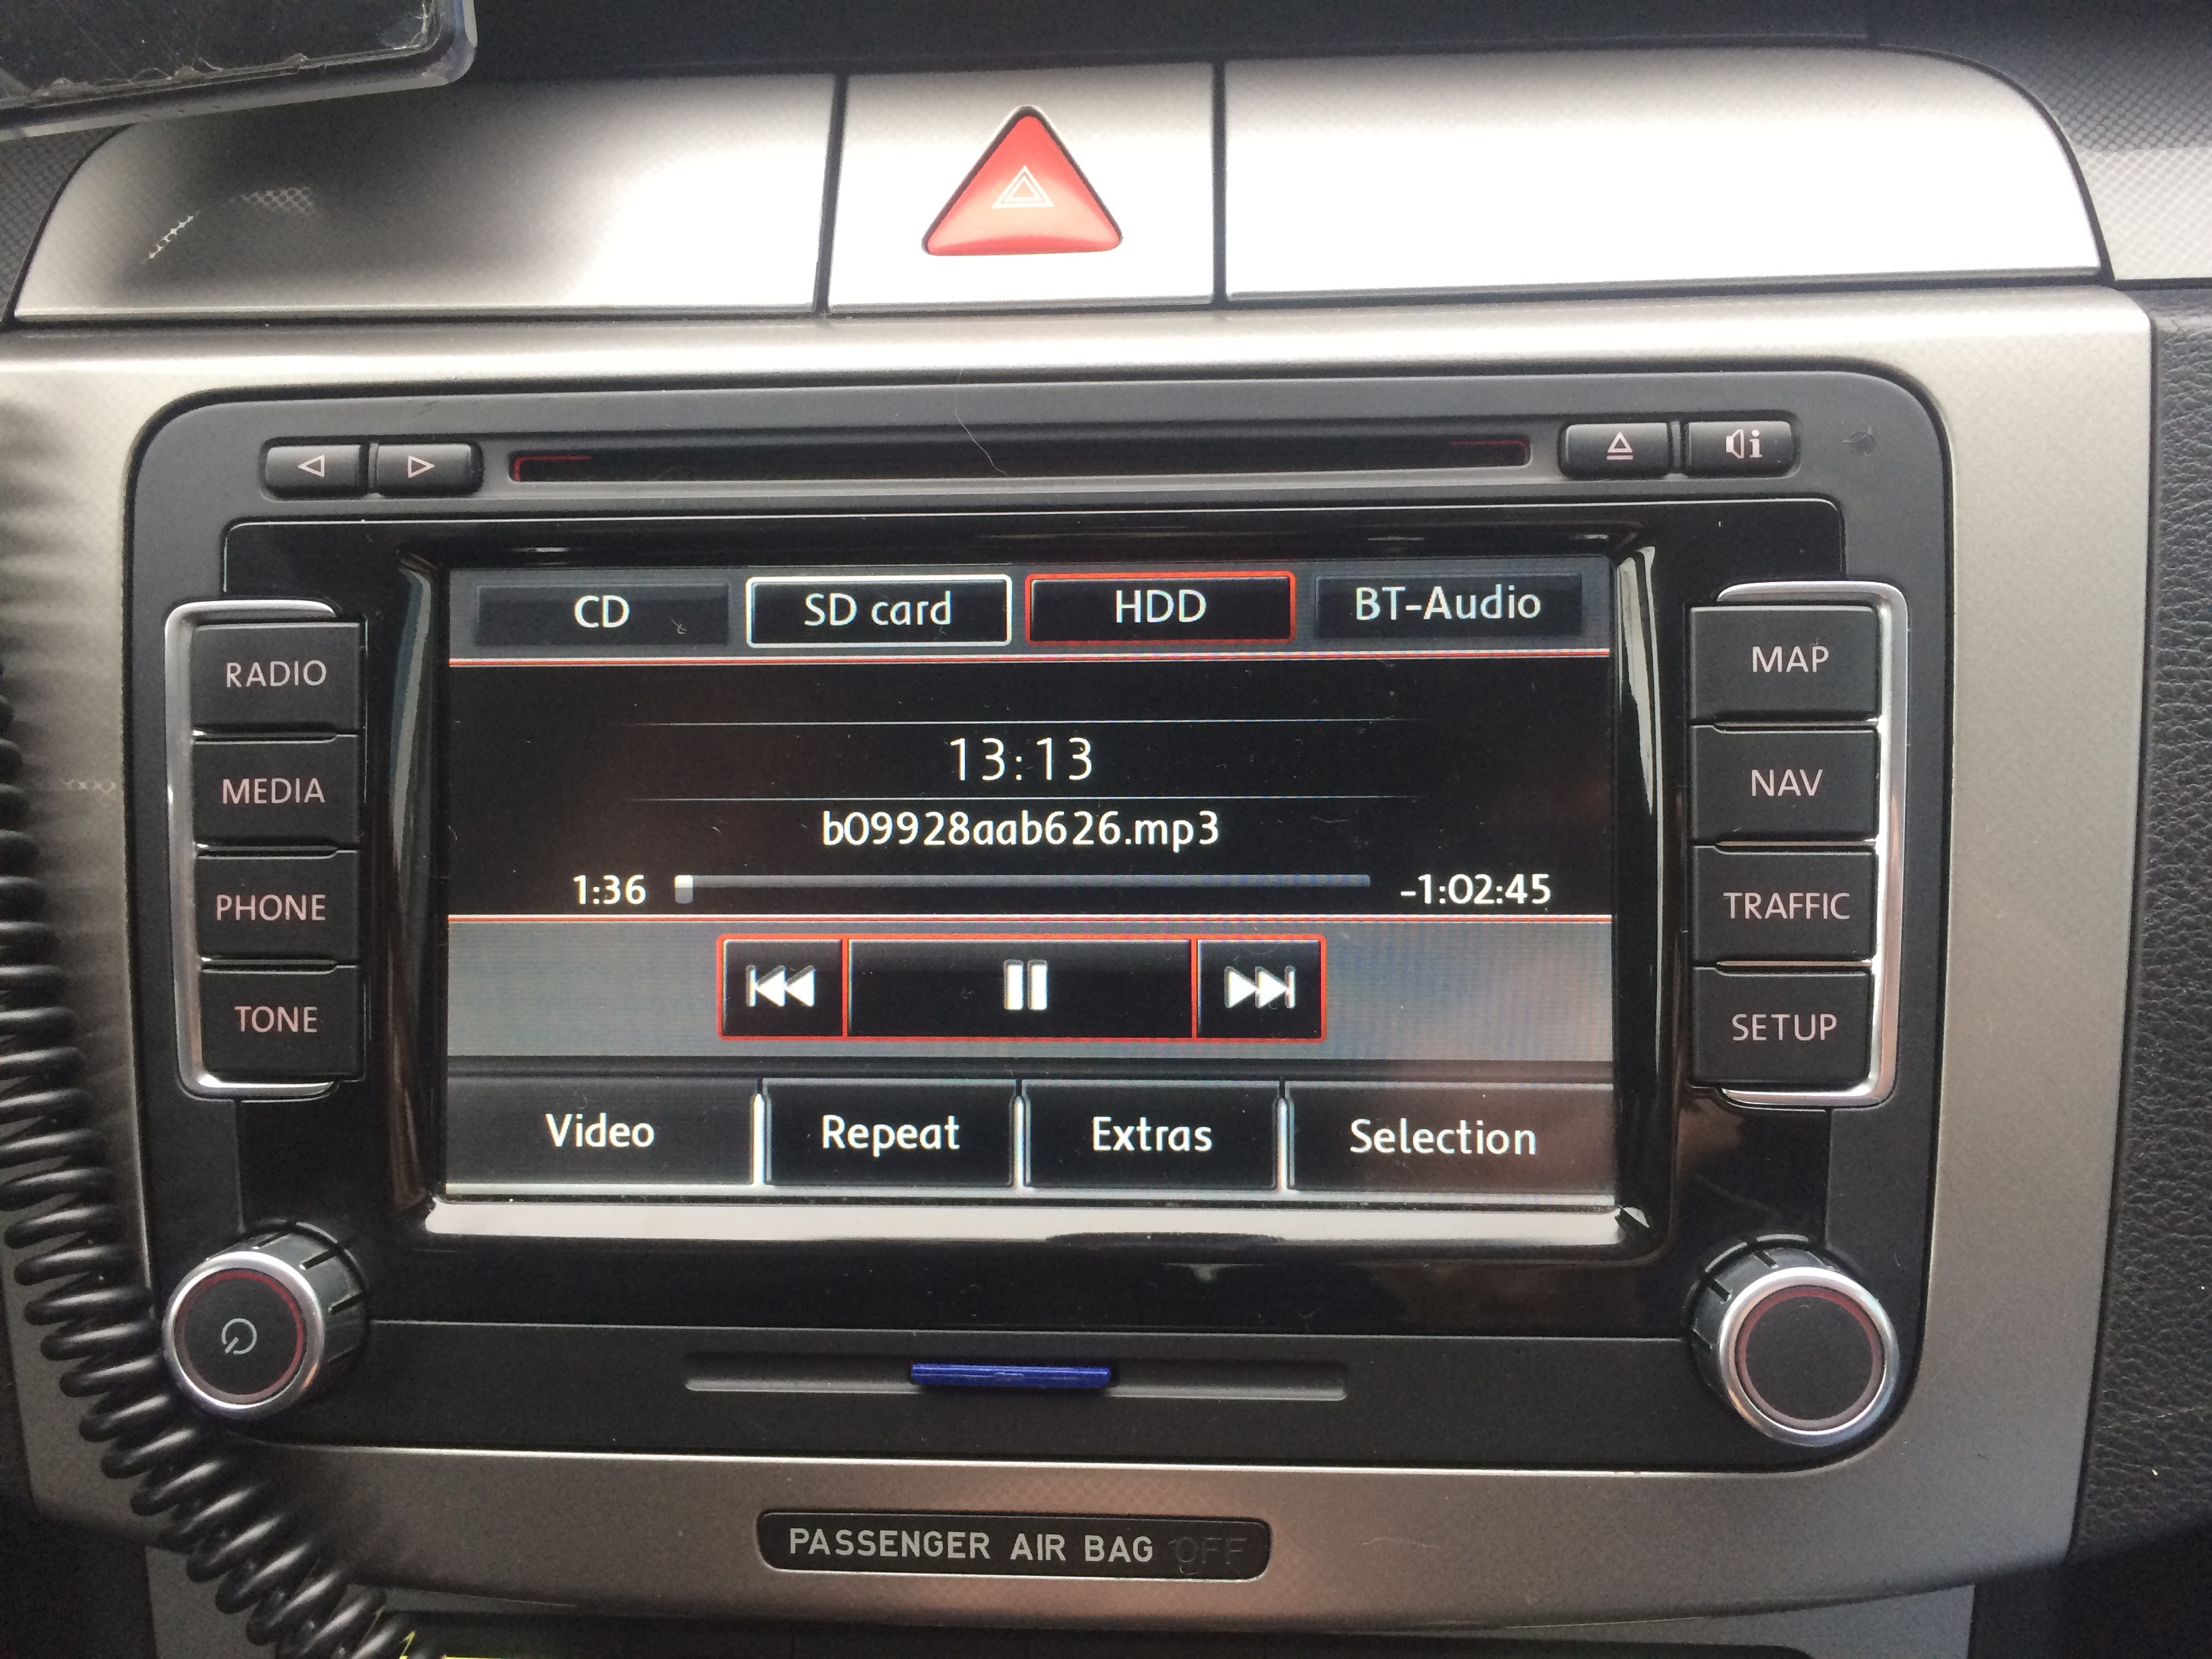 CD SD card HDD BT-Audio
RADIO
MEDIA
PHONE
TONE
13:13
b09928aab626.mp3
1:36 -1:02:45
Video Repeat Extras Selection
MAP
NAV
TRAFFIC
SETUP
PASSENGER AIR BAG OFF